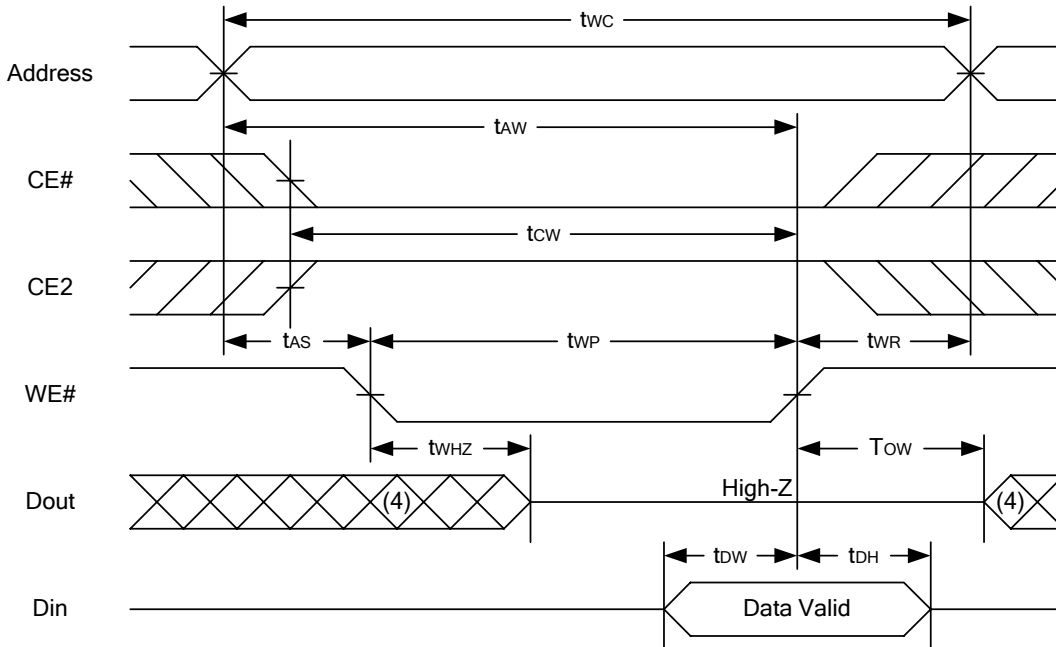 tWC
Address
tAW
CE#
tCW
CE2
tAS
tWP
tWR
WE#
tWHZ
TOW
Dout
(4)
High-Z
(4)
tDW
tDH
Din
Data Valid